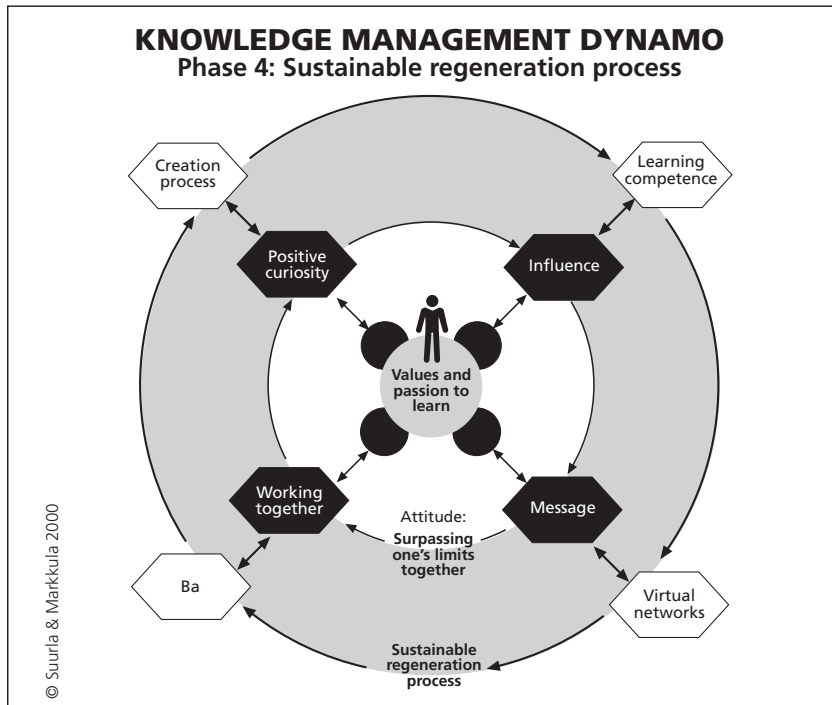 KNOWLEDGE MANAGEMENT DYNAMO
Phase 4: Sustainable regeneration process
Creation
process
Learning
competence
Positive
curiosity
Influence
Values and
passion to
learn
Working
together
Message
Attitude:
Surpassing
one's limits
together
Ba
Virtual
networks
Sustainable
regeneration
process
© Suurla & Markkula 2000